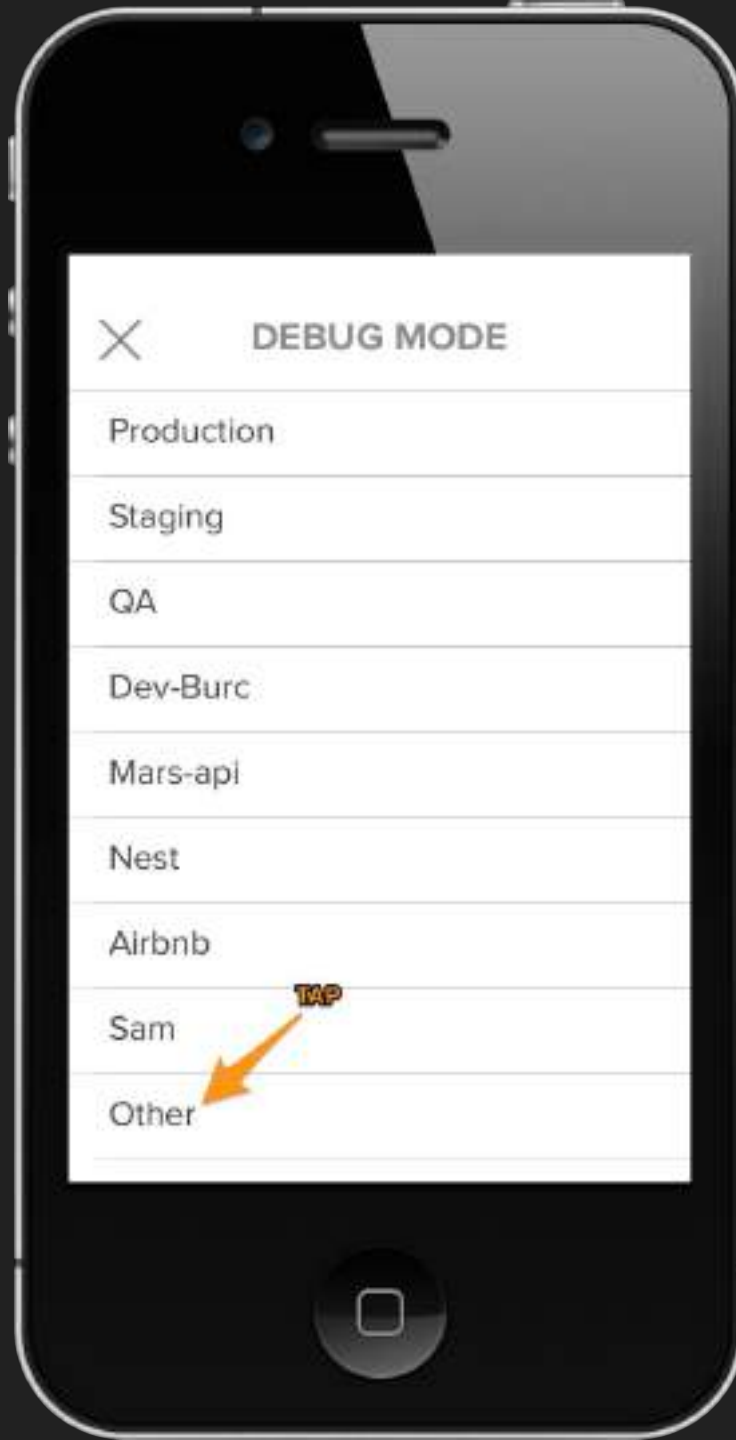 DEBUG MODE
Production
Staging
QA
Dev-Burc
Mars-api
Nest
Airbnb
TAP
Sam
Other